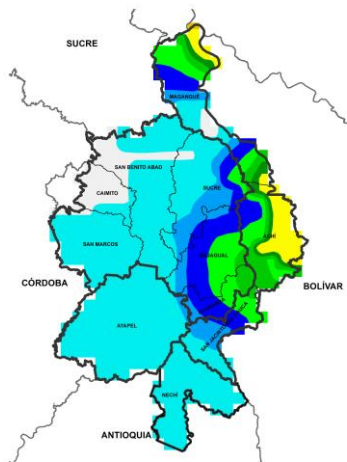 SUCRE
MAGANGUÉ
SAN BENITO ABAD
CAIMITO
SUCRE
SAN MARCOS
CÓRDOBA
BOLÍVAR
AYAPEL
NECHÍ
ANTIOQUIA